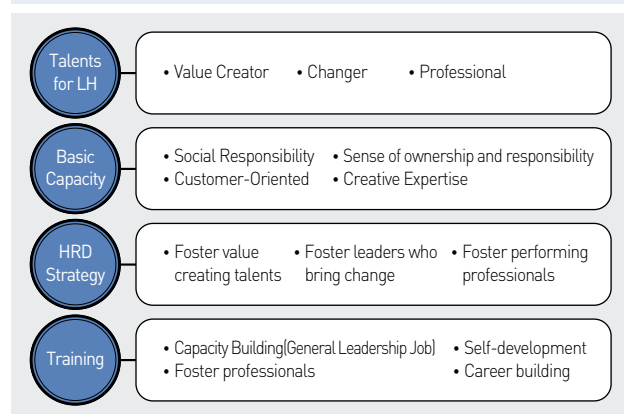 Talents
for LH
• Value Creator • Changer • Professional
Basic
Capacity
• Social Responsibility • Sense of ownership and responsibility
• Customer-Oriented • Creative Expertise
HRD
Strategy
• Foster value • Foster leaders who • Foster performing
creating talents bring change professionals
Training
• Capacity Building(General Leadership Job) • Self-development
• Foster professionals • Career building